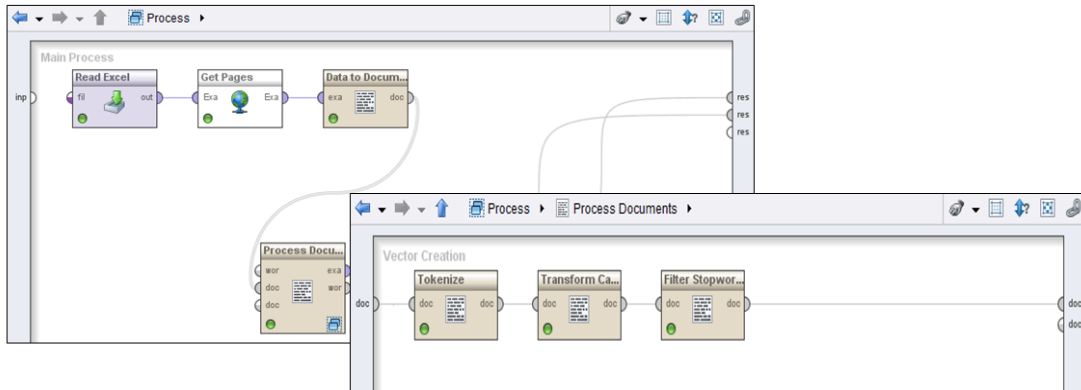 Process
Main Process
Read Excel
Get Pages
Data to Docum...
inp
fil
out
Exa
Exa
exa
doc
res
res
res
Process
Process Documents
Process Docu...
wor
exa
doc
wor
doc
Vector Creation
Tokenize
Transform Ca...
Filter Stopwor...
doc
doc
doc
doc
doc
doc
doc
doc
doc